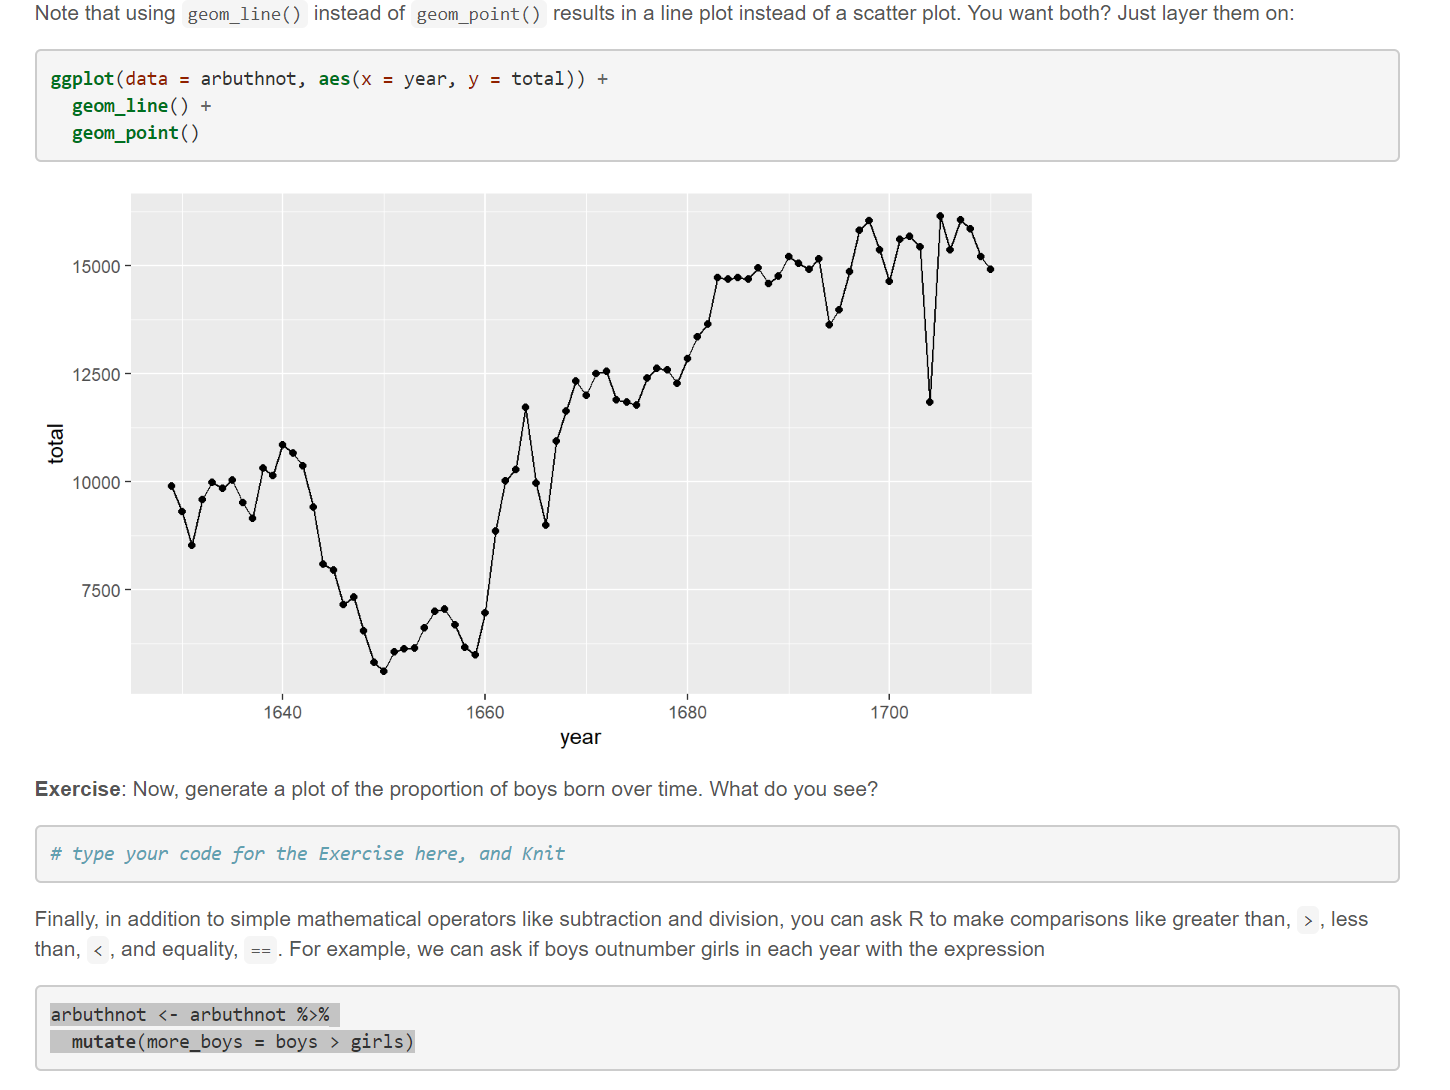 Note that using geom_line() instead of geom_point() results in a line plot instead of a scatter plot. You want both? Just layer them on:
ggplot(data = arbuthnot, aes(x = year, y = total)) +
  geom_line() +
  geom_point()
15000
12500
10000
7500
total
1640 1660 1680 1700
year
Exercise: Now, generate a plot of the proportion of boys born over time. What do you see?
# type your code for the Exercise here, and Knit
Finally, in addition to simple mathematical operators like subtraction and division, you can ask R to make comparisons like greater than, >, less
than, <, and equality, ==. For example, we can ask if boys outnumber girls in each year with the expression
arbuthnot <- arbuthnot %>%
  mutate(more_boys = boys > girls)